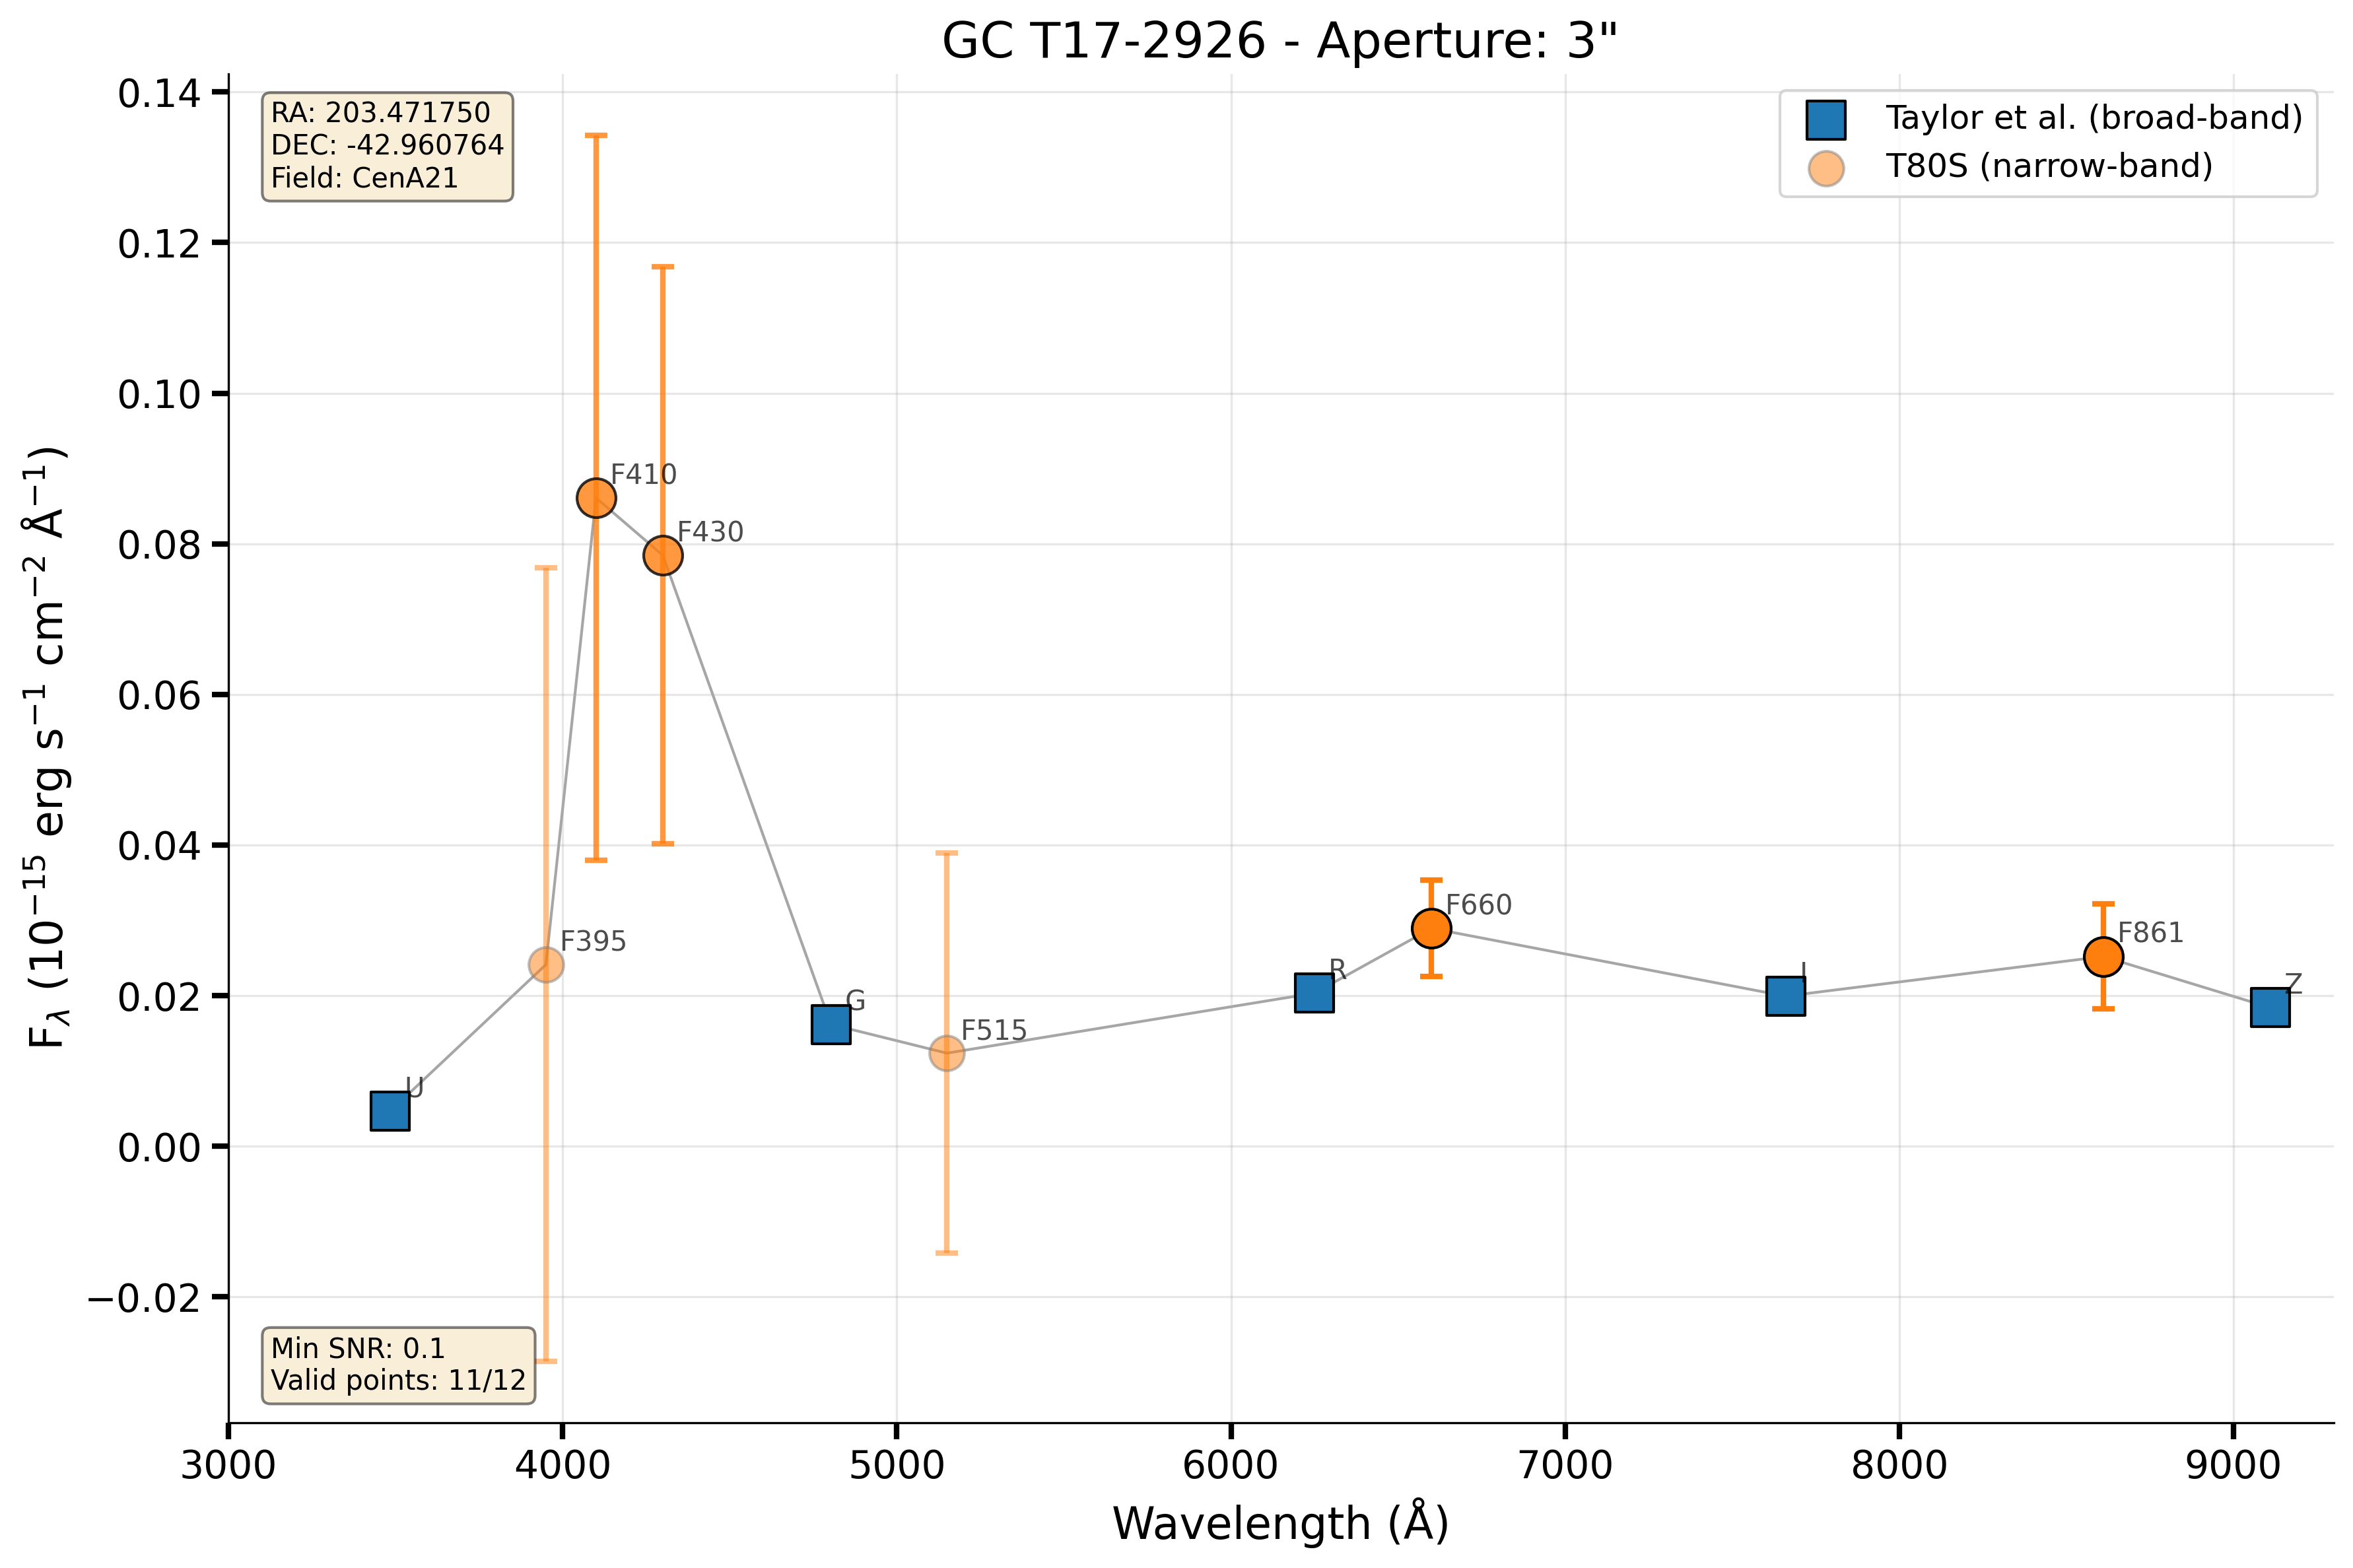 GC T17-2926 - Aperture: 3"
RA: 203.471750
DEC: -42.960764
Field: CenA21
Taylor et al. (broad-band)
T80S (narrow-band)
0.14
0.12
0.10
0.08
0.06
0.04
0.02
0.00
−0.02
F_λ (10⁻¹⁵ erg s⁻¹ cm⁻² Å⁻¹)
U
F395
F410
F430
G
F515
R
F660
I
F861
Z
Min SNR: 0.1
Valid points: 11/12
3000 4000 5000 6000 7000 8000 9000
Wavelength (Å)